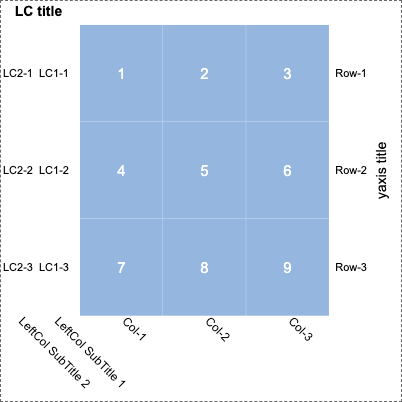 LC title
LC2-1 LC1-1 1 2 3 Row-1
LC2-2 LC1-2 4 5 6 Row-2
yaxis title
LC2-3 LC1-3 7 8 9 Row-3
LeftCol SubTitle 2
LeftCol SubTitle 1
Col-1
Col-2
Col-3